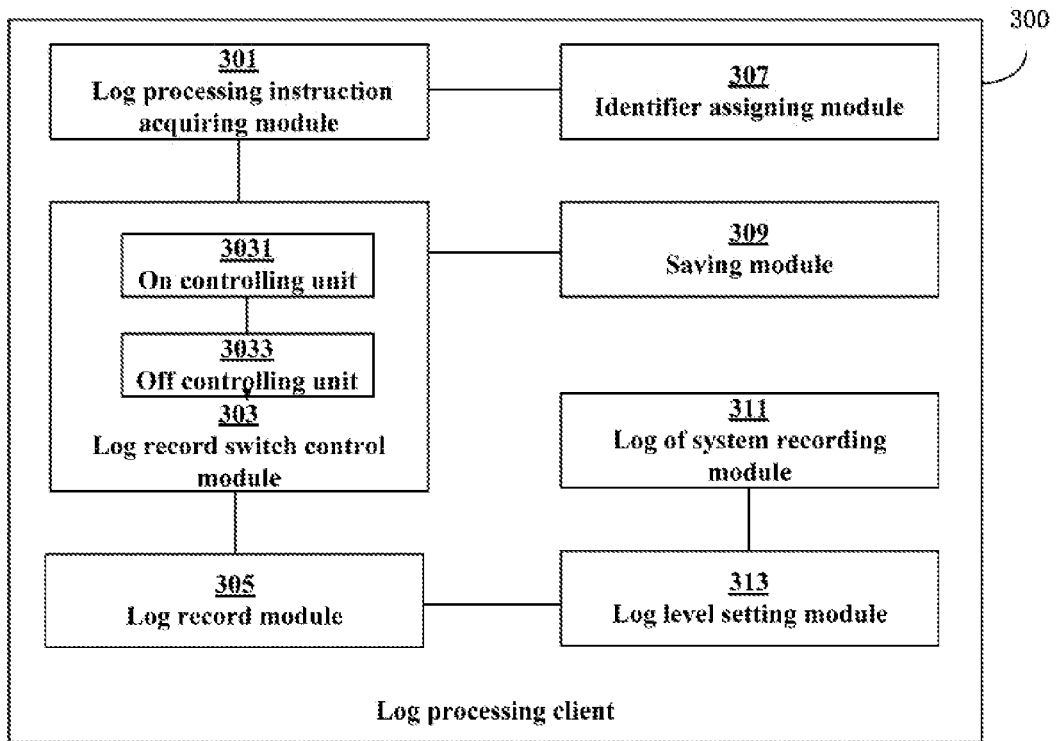 300
301
Log processing instruction
acquiring module
307
Identifier assigning module
3031
On controlling unit
3033
Off controlling unit
303
Log record switch control
module
309
Saving module
311
Log of system recording
module
305
Log record module
313
Log level setting module
Log processing client